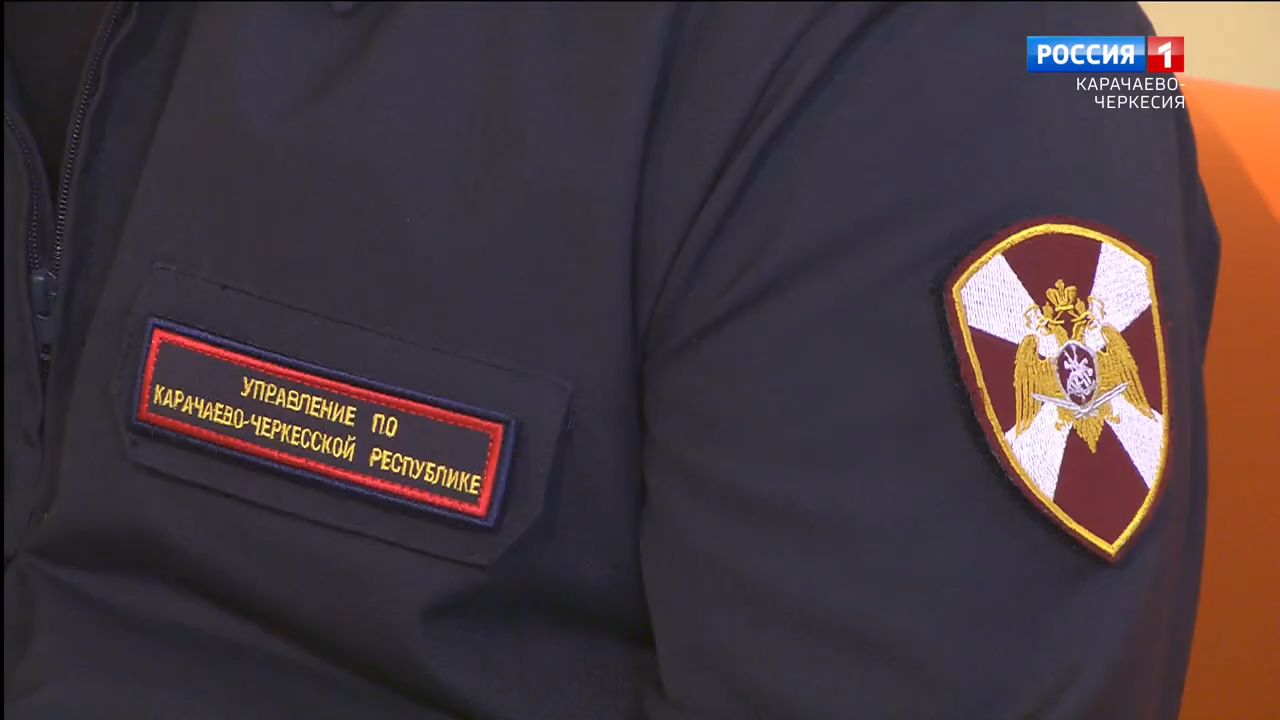 РОССИЯ 1
КАРАЧАЕВО-
ЧЕРКЕСИЯ
УПРАВЛЕНИЕ ПО
КАРАЧАЕВО-ЧЕРКЕССКОЙ РЕСПУБЛИКЕ